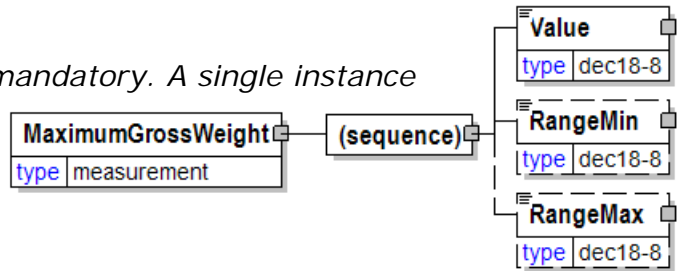 mandatory. A single instance
MaximumGrossWeight
type measurement
(sequence)
Value
type dec18-8
RangeMin
type dec18-8
RangeMax
type dec18-8